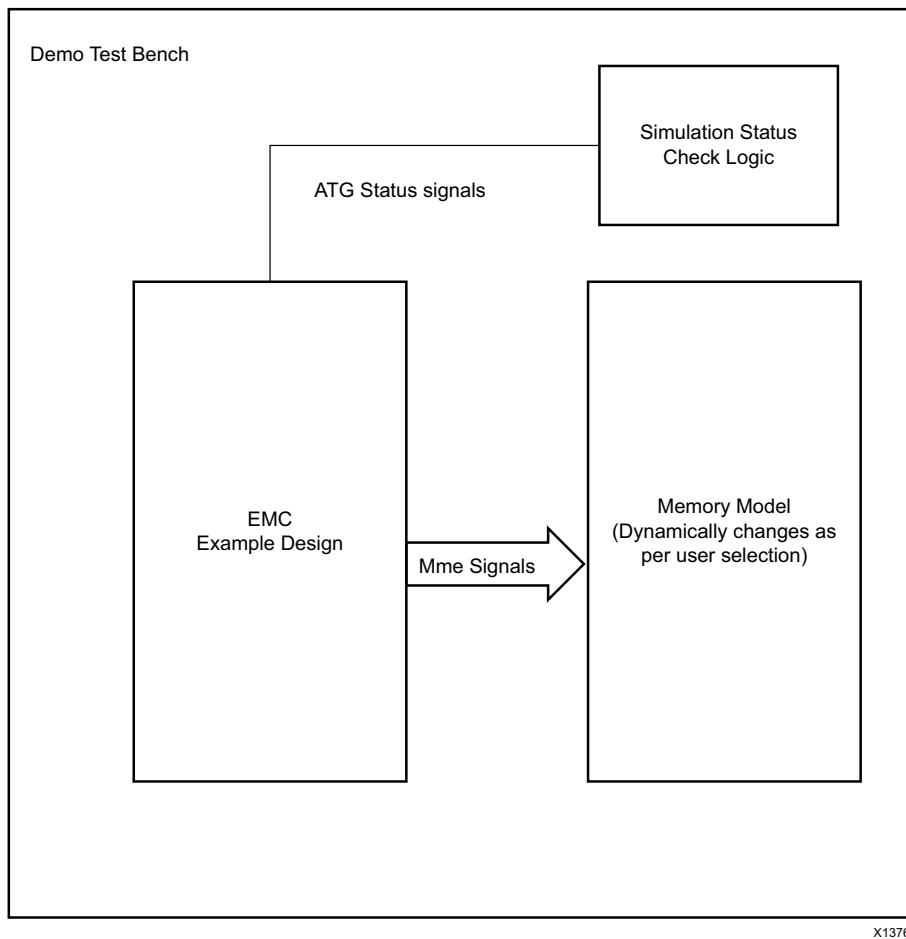 Demo Test Bench
Simulation Status
Check Logic
ATG Status signals
EMC
Example Design
Mme Signals
Memory Model
(Dynamically changes as
per user selection)
X1376